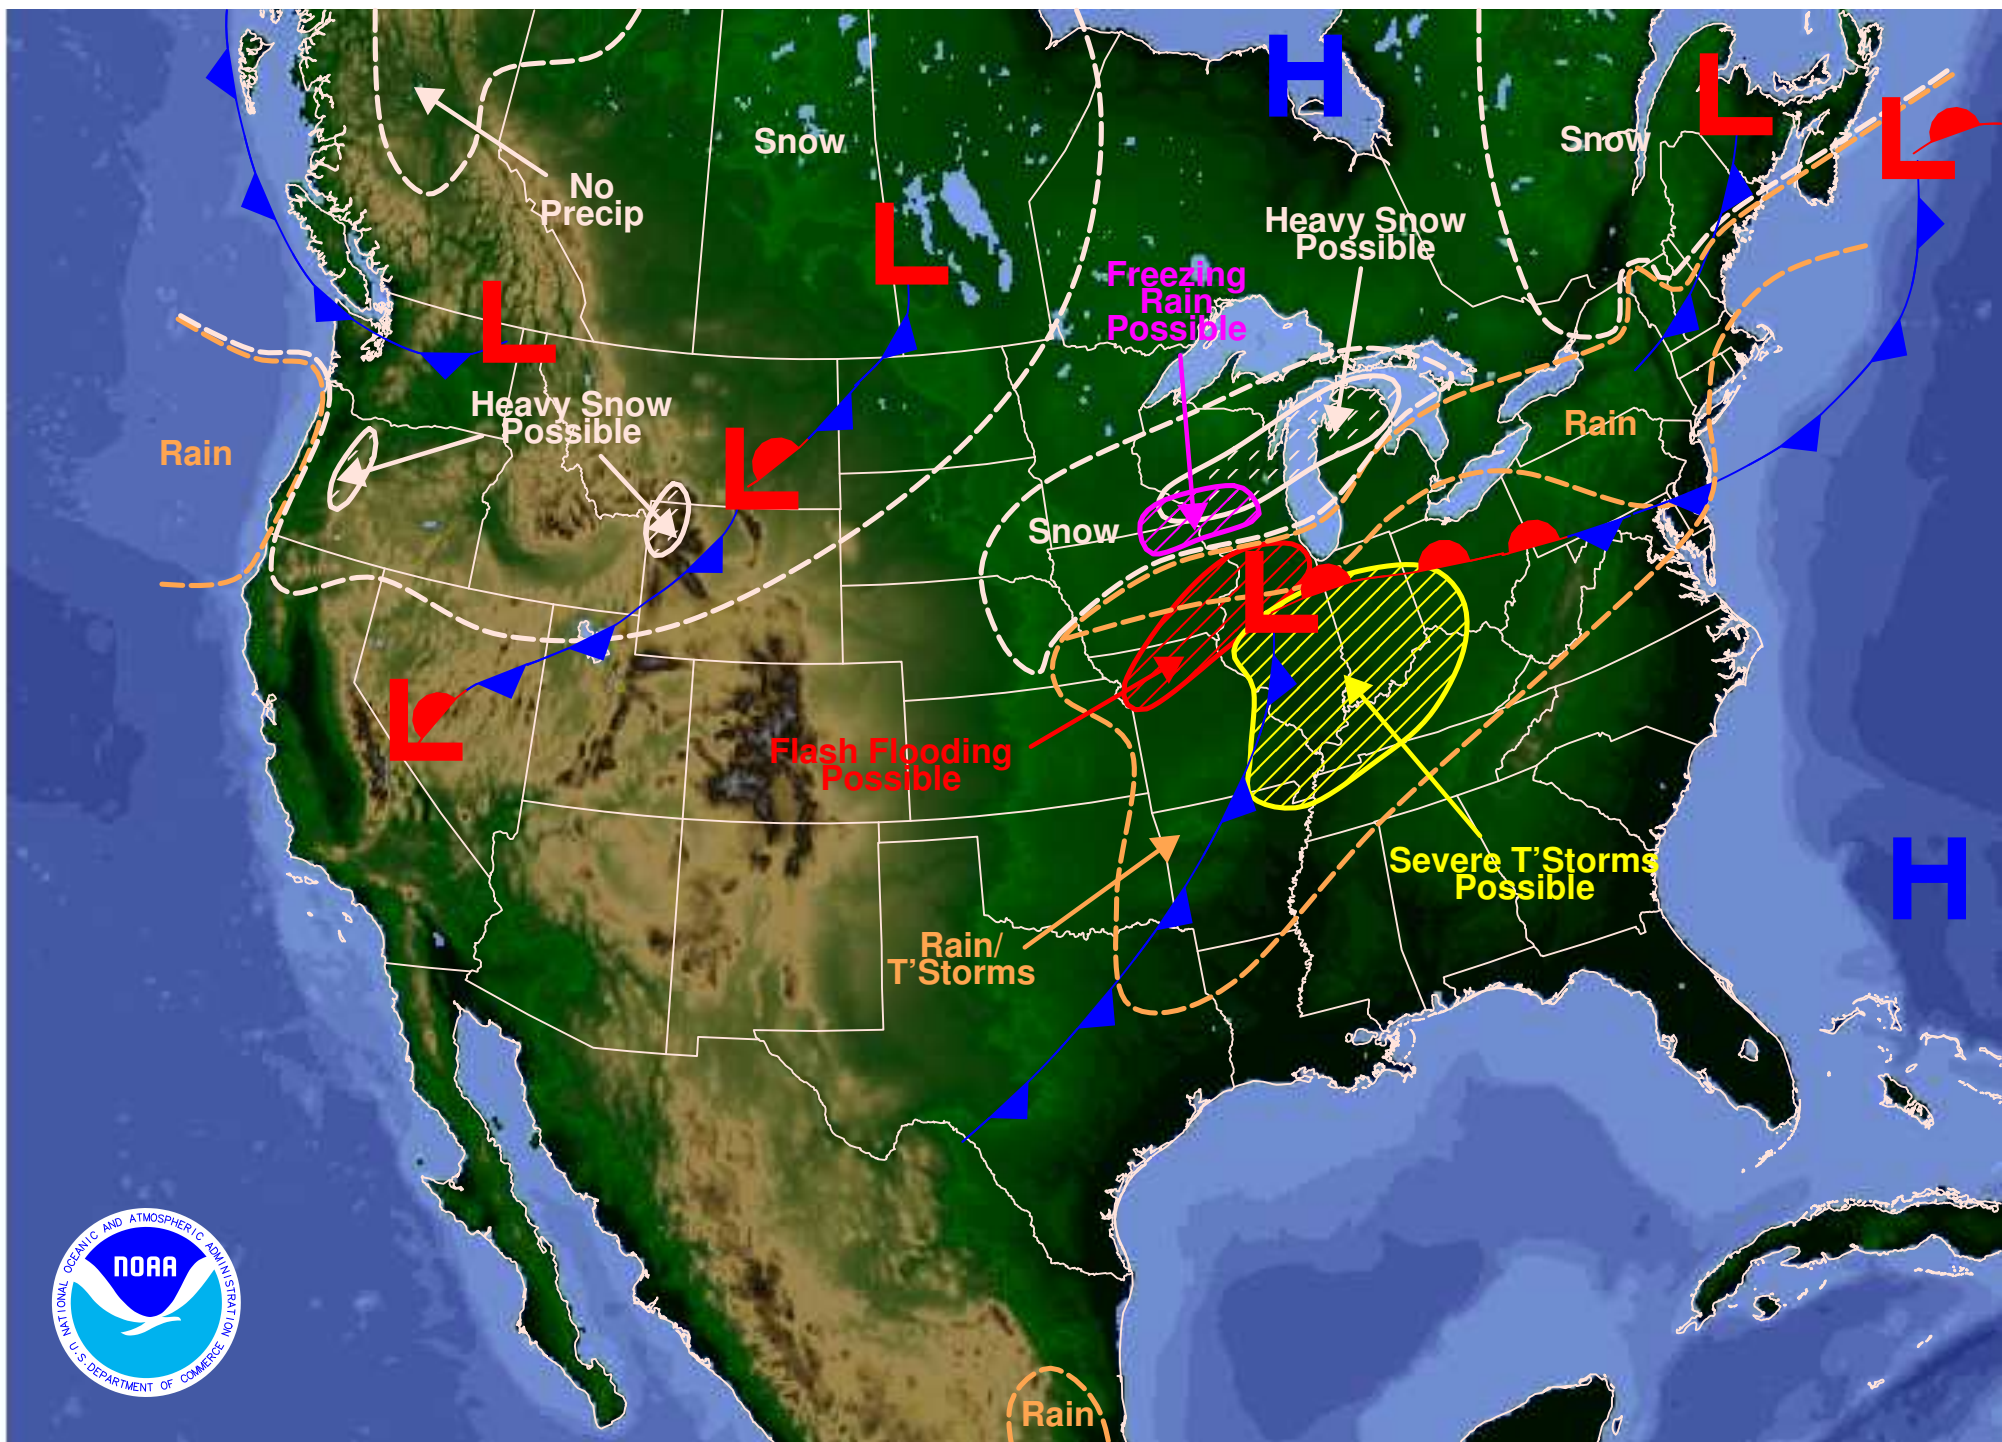 H
L
L
Snow
Snow
No
Precip
L
Heavy Snow
Possible
Freezing
Rain
Possible
L
Heavy Snow
Possible
Rain
Rain
L
Snow
L
L
Flash Flooding
Possible
Severe T'Storms
Possible
H
Rain/
T'Storms
NATIONAL OCEANIC AND ATMOSPHERIC ADMINISTRATION
NOAA
U.S. DEPARTMENT OF COMMERCE
Rain